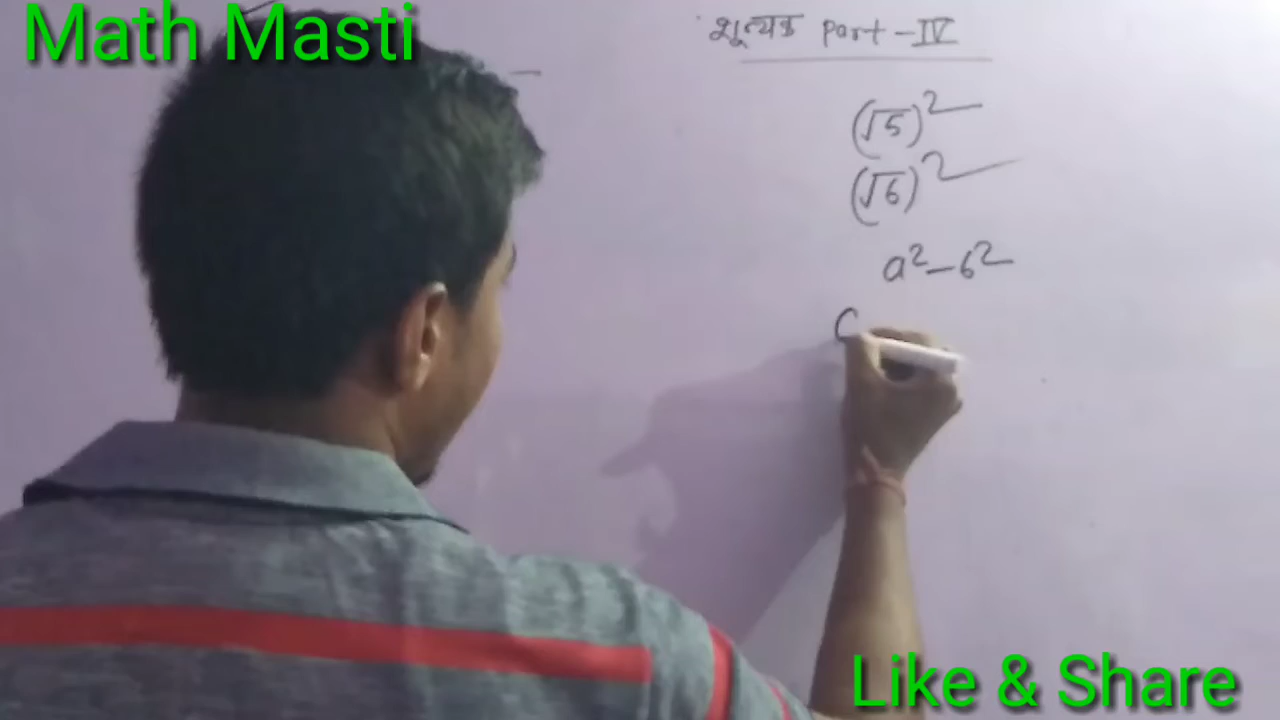 Math Masti
शून्यक Part-IV
(√5)²
(√6)²
a²-b²
(
Like & Share